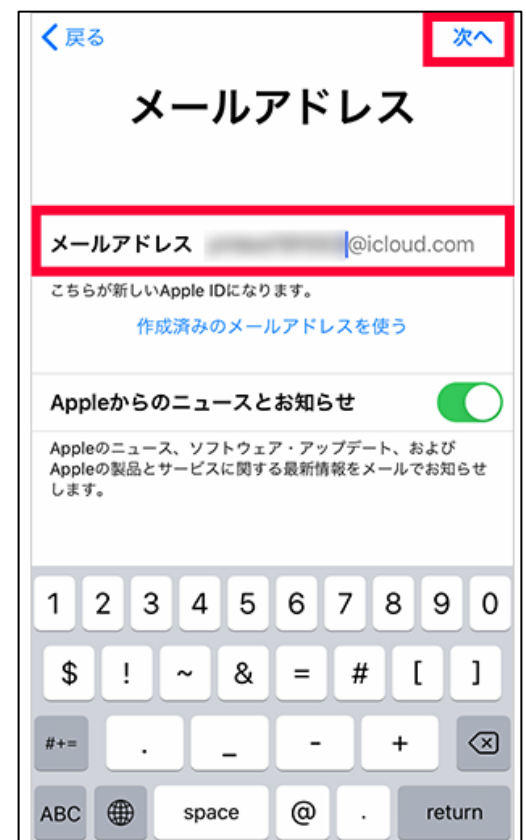 戻る
次へ
メールアドレス
メールアドレス @icloud.com
こちらが新しいApple IDになります。
作成済みのメールアドレスを使う
Appleからのニュースとお知らせ
Appleのニュース、ソフトウェア・アップデート、および
Appleの製品とサービスに関する最新情報をメールでお知らせ
します。
1 2 3 4 5 6 7 8 9 0
$ ! ~ & = # [ ]
#+= . _ - +
ABC space @ . return